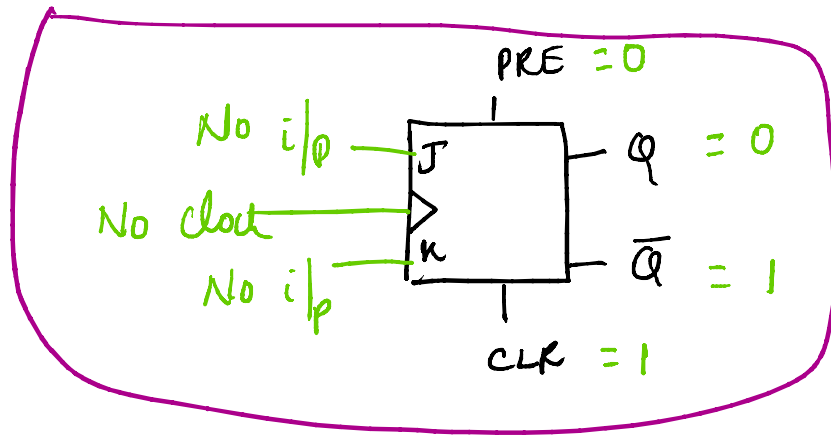 PRE = 0
No i/p
J
Q = 0
No clock
K
Q̅ = 1
No i/p
CLR = 1